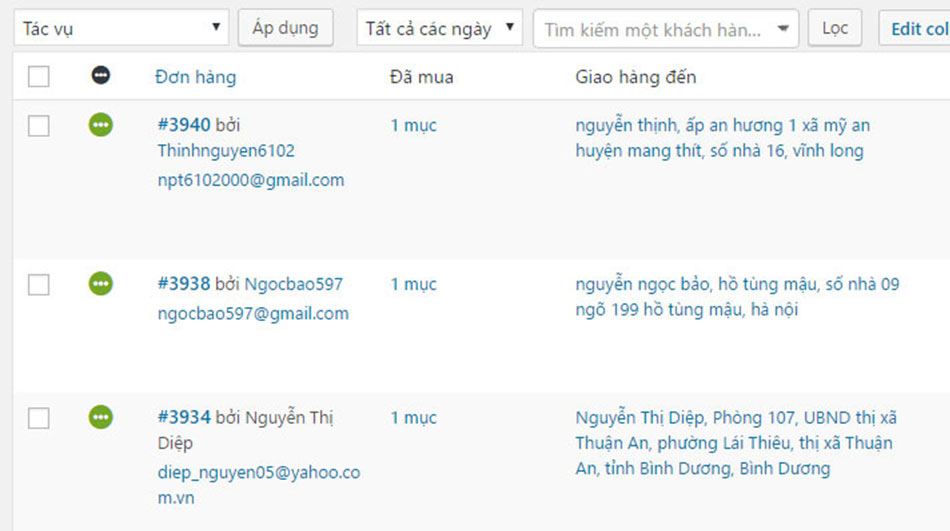 Tác vụ Áp dụng Tất cả các ngày Tìm kiếm một khách hàn... Lọc Edit col
Đơn hàng Đã mua Giao hàng đến
#3940 bởi 1 mục nguyễn thịnh, ấp an hương 1 xã mỹ an
Thinhnguyen6102 huyện mang thít, số nhà 16, vĩnh long
npt6102000@gmail.com
#3938 bởi Ngocbao597 1 mục nguyễn ngọc bảo, hồ tùng mậu, số nhà 09
ngocbao597@gmail.com ngõ 199 hồ tùng mậu, hà nội
#3934 bởi Nguyễn Thị 1 mục Nguyễn Thị Diệp, Phòng 107, UBND thị xã
Diệp Thuận An, phường Lái Thiêu, thị xã Thuận
diep_nguyen05@yahoo.co An, tỉnh Bình Dương, Bình Dương
m.vn